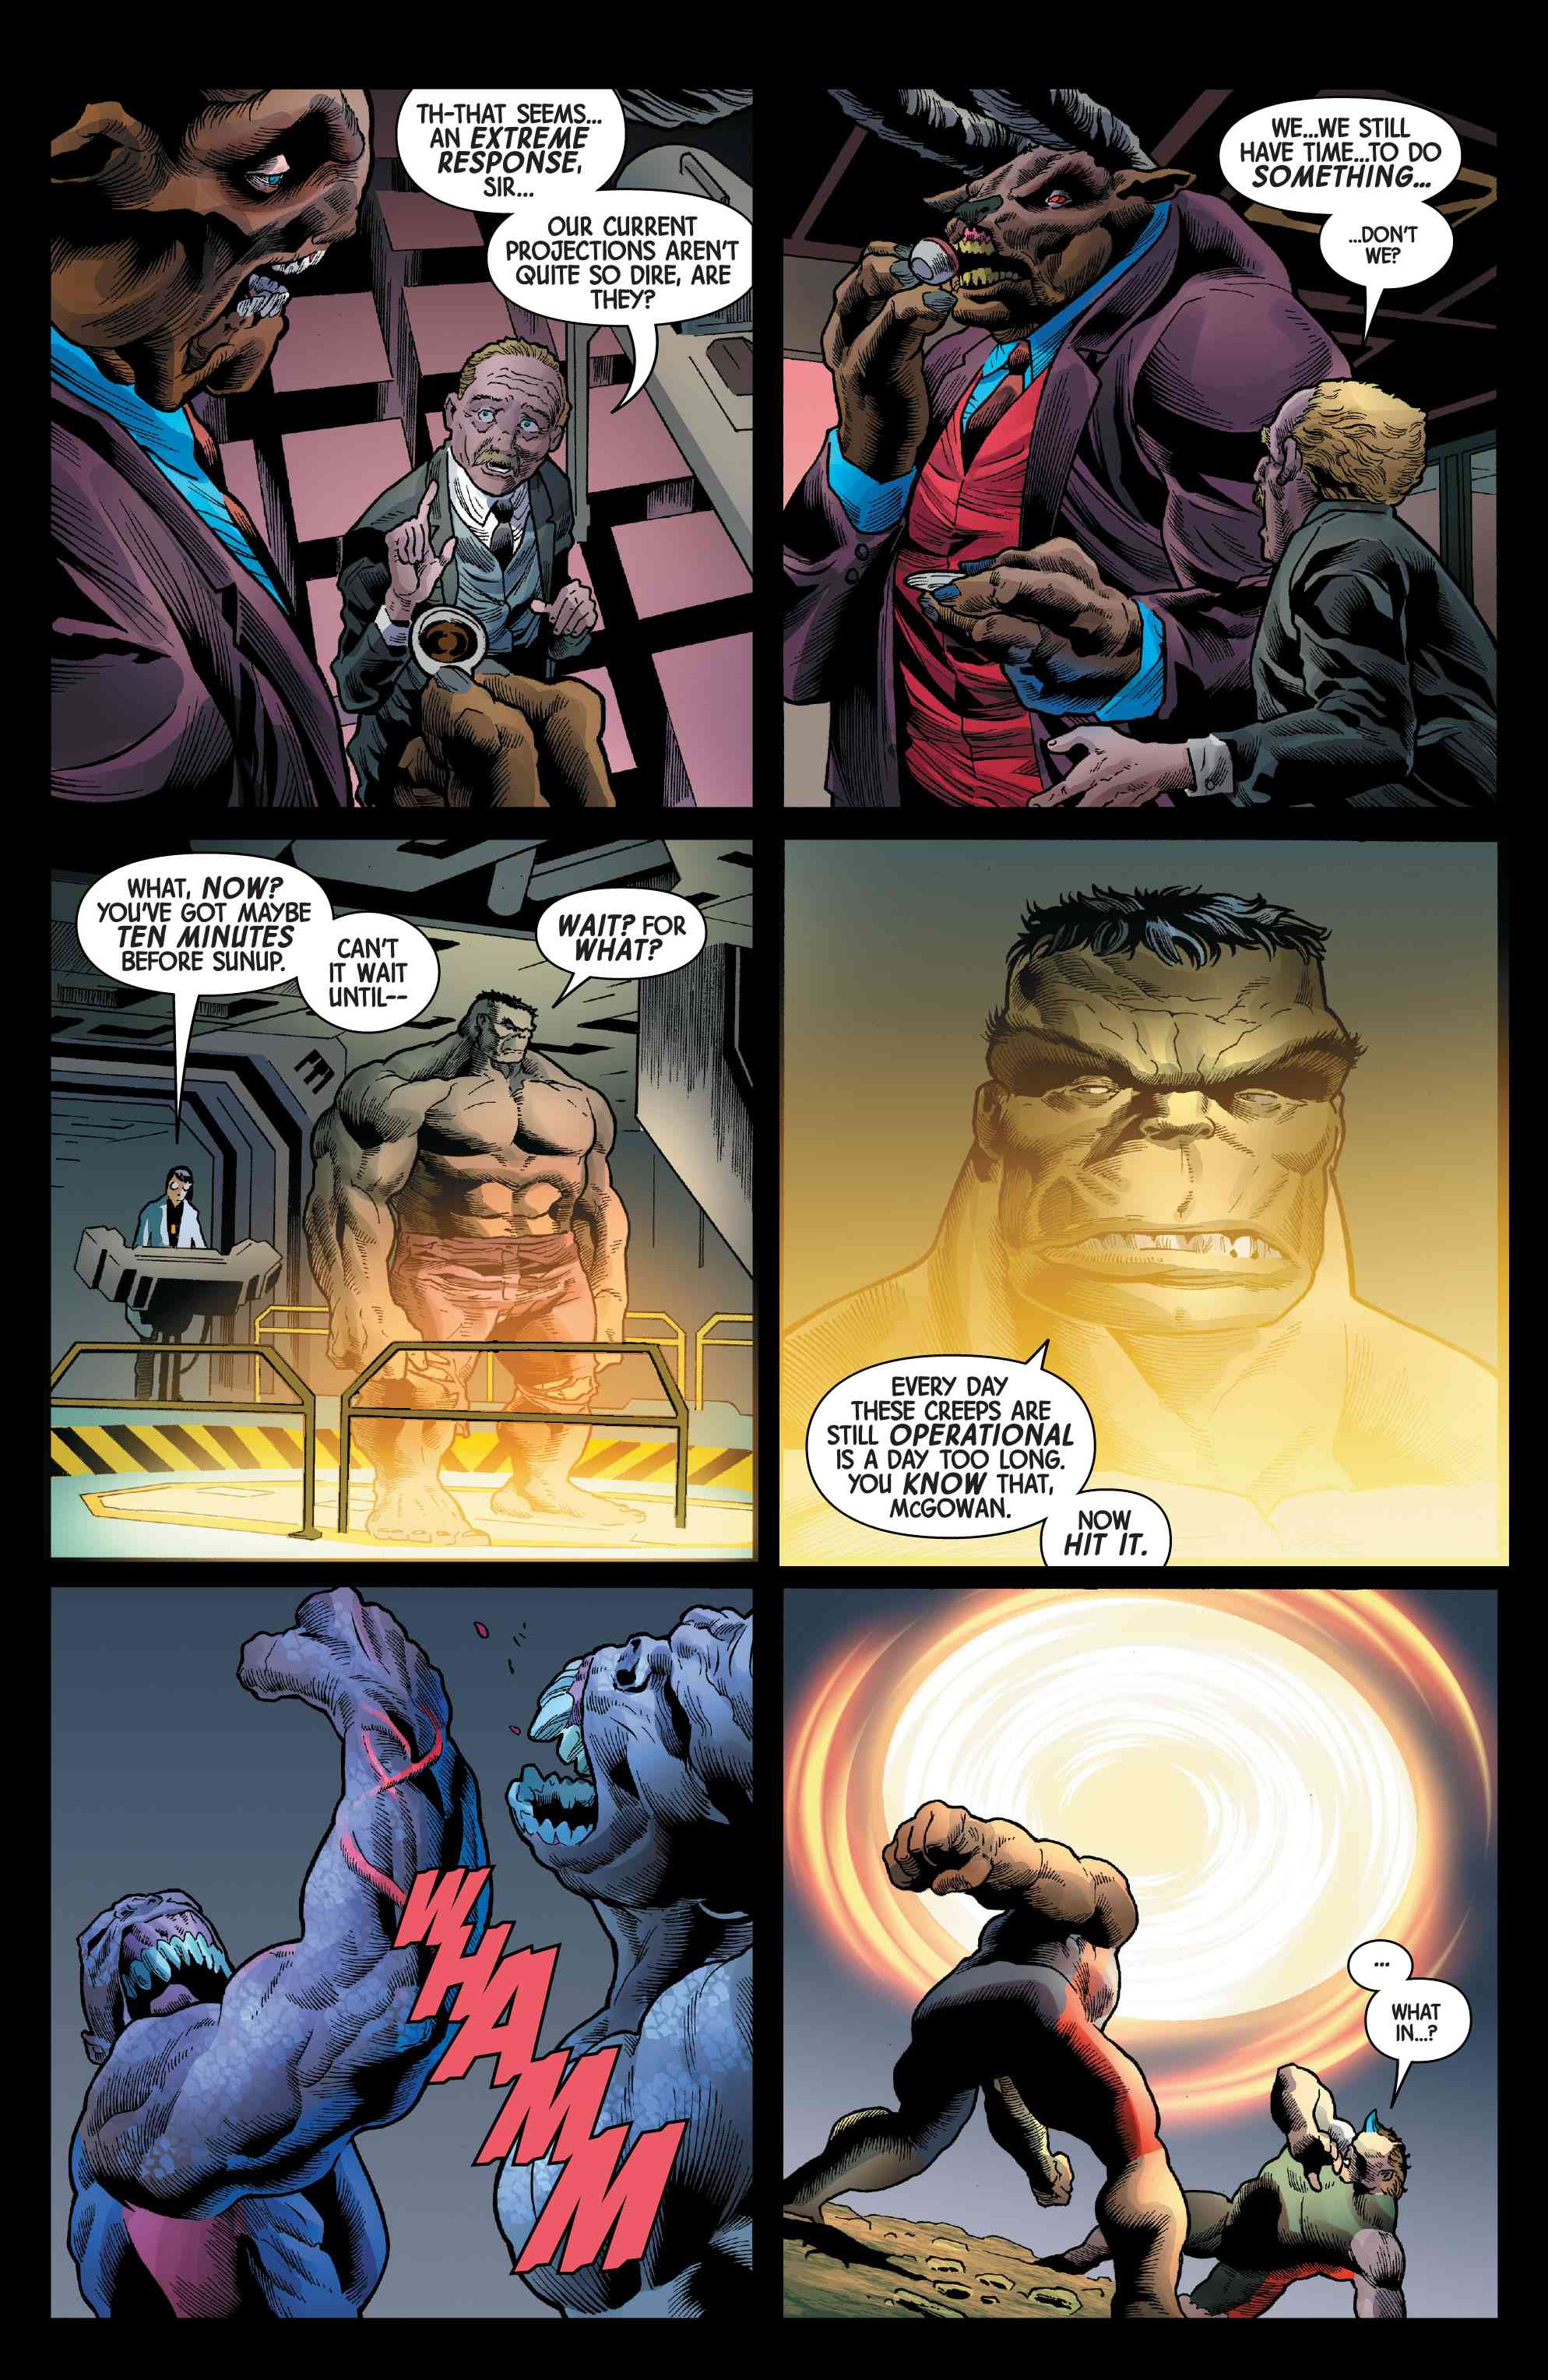 TH-THAT SEEMS...
AN EXTREME
RESPONSE,
SIR...
OUR CURRENT
PROJECTIONS AREN'T
QUITE SO DIRE, ARE
THEY?
WE...WE STILL
HAVE TIME...TO DO
SOMETHING...
...DON'T
WE?
WHAT, NOW?
YOU'VE GOT MAYBE
TEN MINUTES
BEFORE SUNUP.
CAN'T
IT WAIT
UNTIL--
WAIT? FOR
WHAT?
3
EVERY DAY
THESE CREEPS ARE
STILL OPERATIONAL
IS A DAY TOO LONG.
YOU KNOW THAT,
McGOWAN.
NOW
HIT IT.
WHAMMM
...
WHAT
IN...?